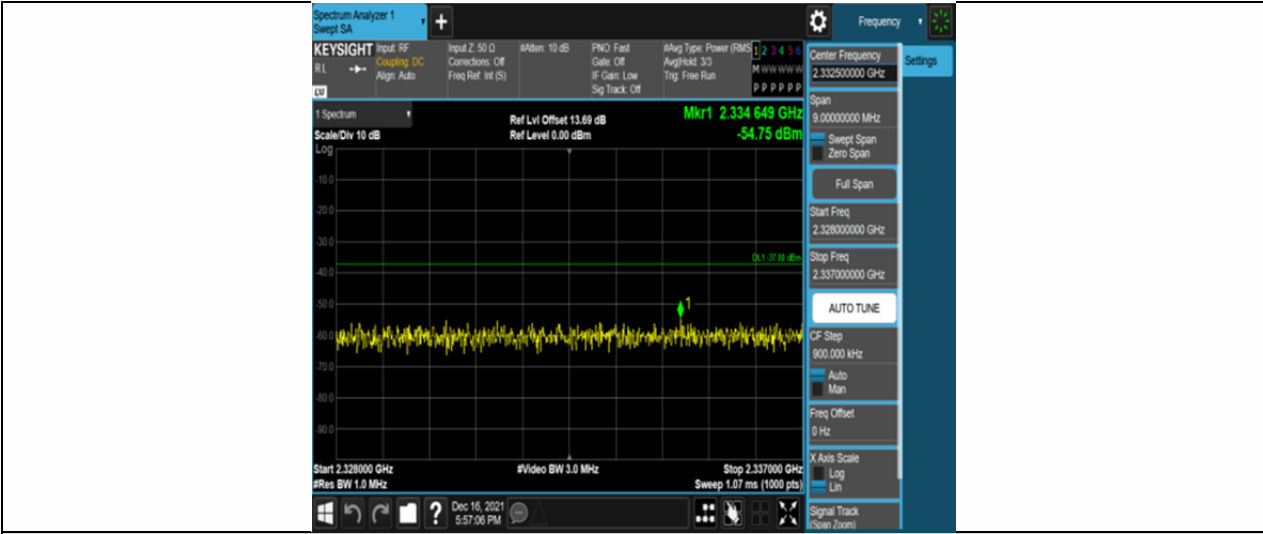 Spectrum Analyzer 1
Swept SA
Frequency
KEYSIGHT
RL
LV
Input: RF
Coupling: DC
Align: Auto
Input Z: 50 Ω
Corrections: Off
Freq Ref: Int (S)
#Atten: 10 dB
PNO: Fast
Gate: Off
IF Gain: Low
Sig Track: Off
#Avg Type: Power (RMS
Avg|Hold: 3/3
Trig: Free Run
1 2 3 4 5 6
M W W W W W
P P P P P P
1 Spectrum
Scale/Div 10 dB
Log
Ref Lvl Offset 13.69 dB
Ref Level 0.00 dBm
Mkr1 2.334 649 GHz
-54.75 dBm
-10.0
-20.0
-30.0
DL1 -37.00 dBm
-40.0
-50.0
1
-60.0
-70.0
-80.0
-90.0
Start 2.328000 GHz
#Res BW 1.0 MHz
#Video BW 3.0 MHz
Stop 2.337000 GHz
Sweep 1.07 ms (1000 pts)
?
Dec 16, 2021
5:57:06 PM
Center Frequency
2.332500000 GHz
Settings
Span
9.00000000 MHz
Swept Span
Zero Span
Full Span
Start Freq
2.328000000 GHz
Stop Freq
2.337000000 GHz
AUTO TUNE
CF Step
900.000 kHz
Auto
Man
Freq Offset
0 Hz
X Axis Scale
Log
Lin
Signal Track
(Span Zoom)